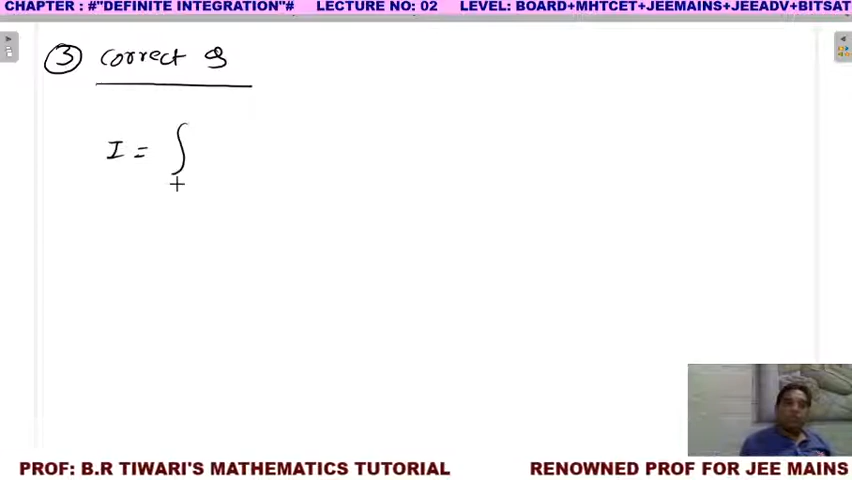 CHAPTER : #"DEFINITE INTEGRATION"# LECTURE NO: 02 LEVEL: BOARD+MHTCET+JEEMAINS+JEEADV+BITSAT
③ Correct
I = ∫
+
PROF: B.R TIWARI'S MATHEMATICS TUTORIAL RENOWNED PROF FOR JEE MAINS